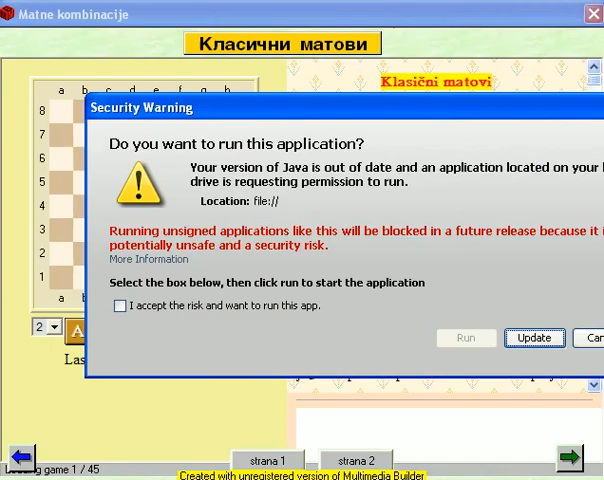 Matne kombinacije
Класични матови
Klasični matovi
a b c d e f g h
8
7
6
5
4
3
2
1
a b
Security Warning
Do you want to run this application?
Your version of Java is out of date and an application located on your
drive is requesting permission to run.
Location: file://
Running unsigned applications like this will be blocked in a future release because it
potentially unsafe and a security risk.
More Information
Select the box below, then click run to start the application
I accept the risk and want to run this app.
Run Update Can
2 A
Las
game 1 / 45
strana 1 strana 2
Created with unregistered version of Multimedia Builder